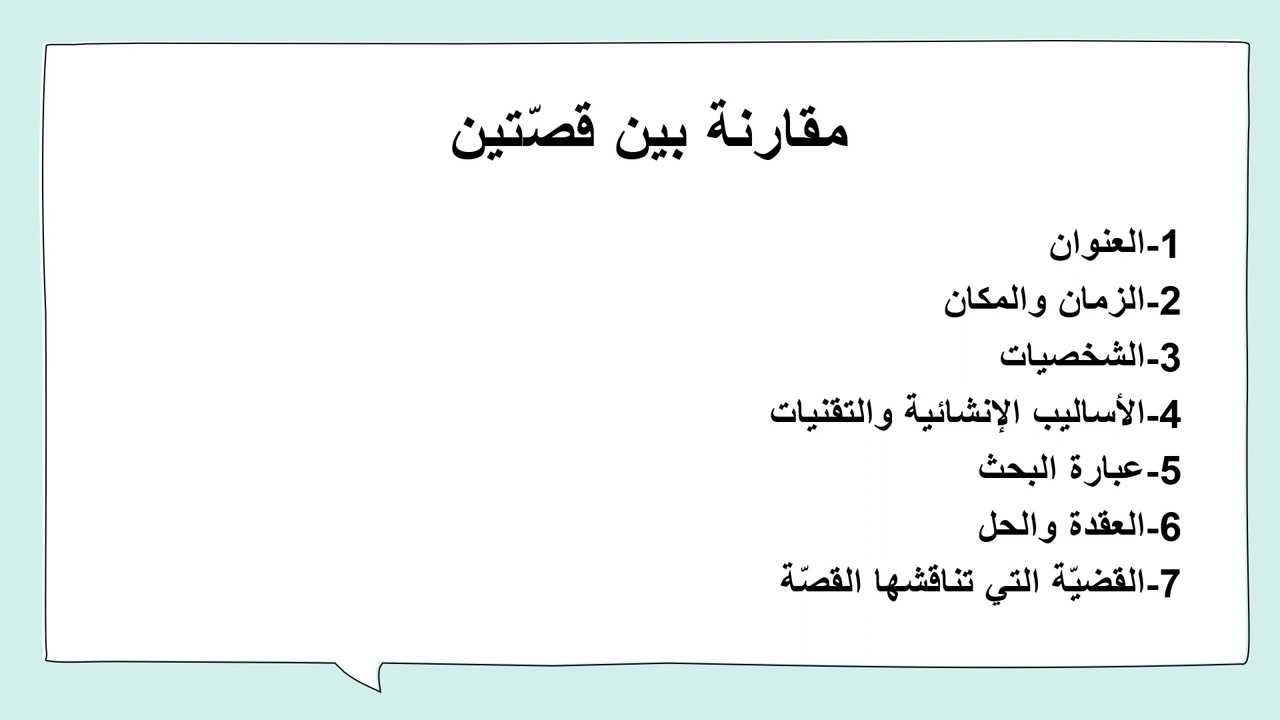 مقارنة بين قصّتين
1-العنوان
2-الزمان والمكان
3-الشخصيات
4-الأساليب الإنشائية والتقنيات
5-عبارة البحث
6-العقدة والحل
7-القضيّة التي تناقشها القصّة